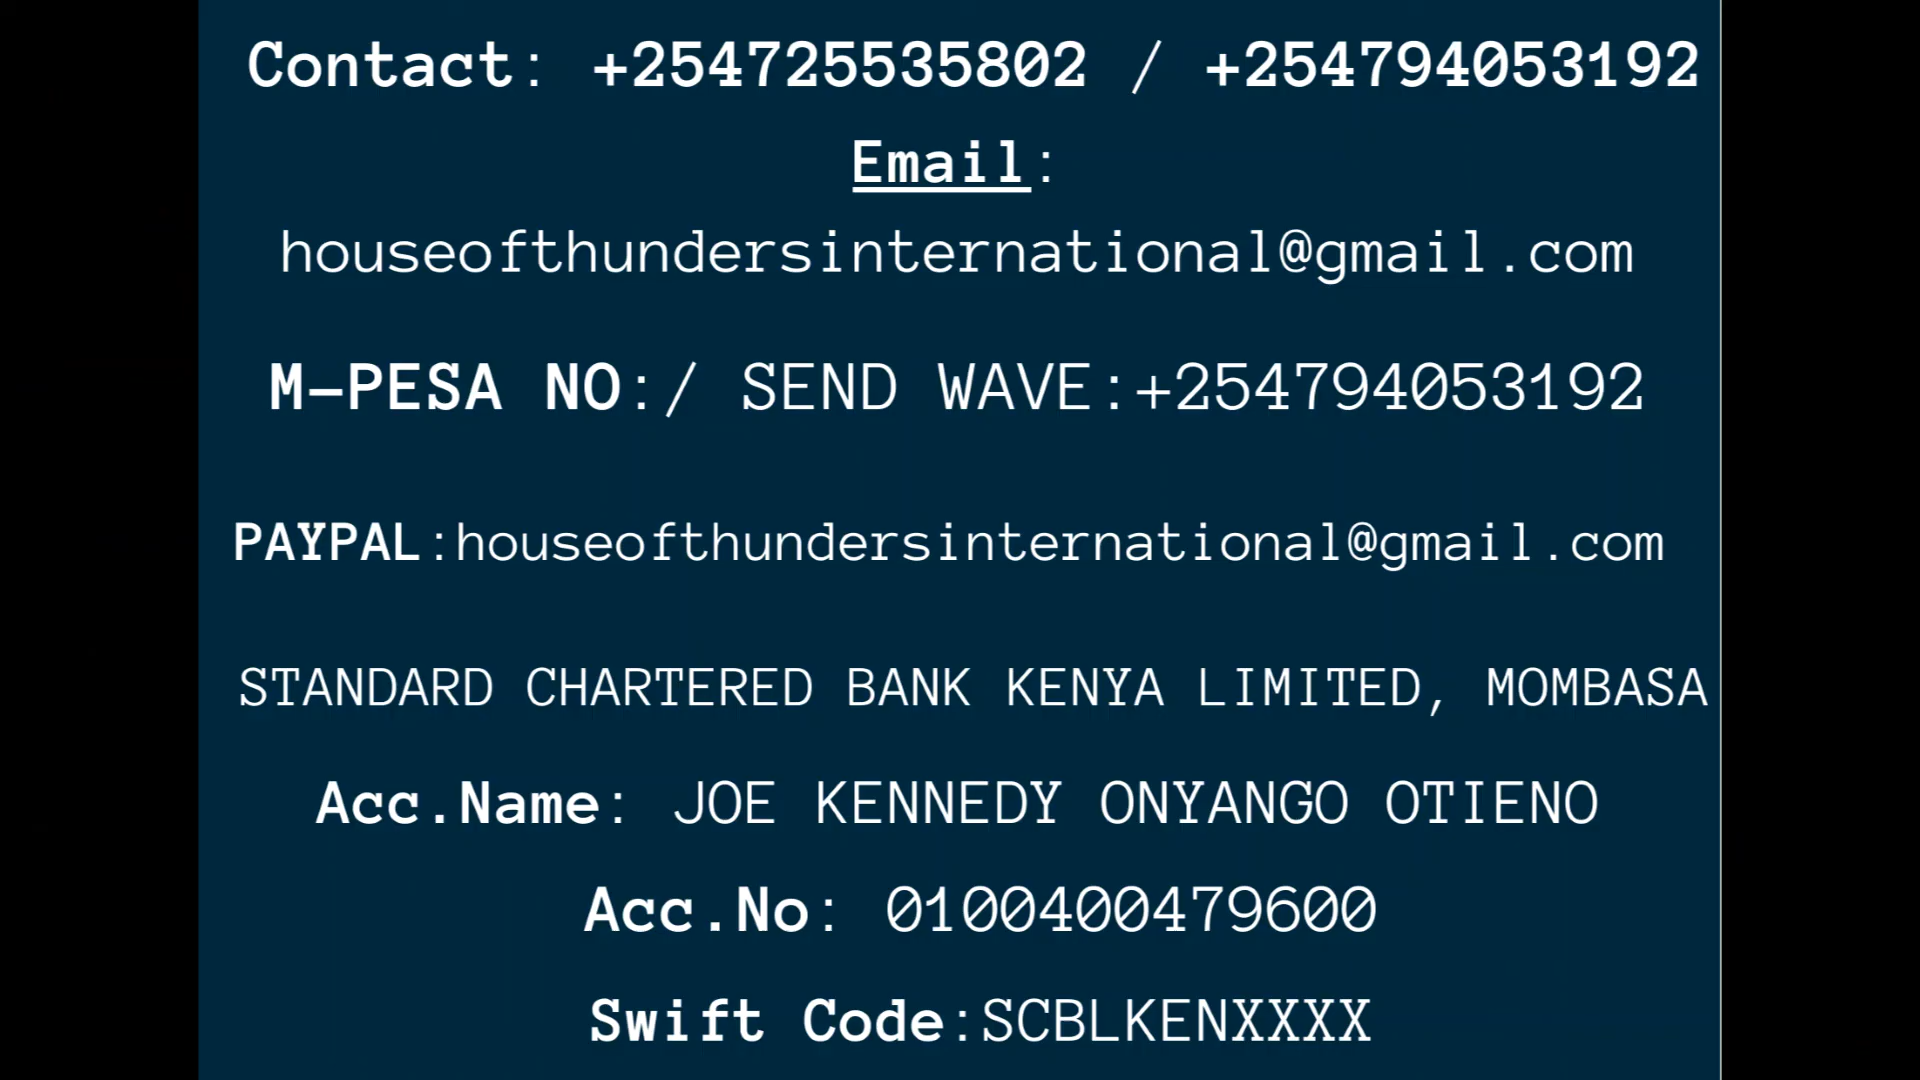 Contact: +254725535802 / +254794053192
Email:
houseofthundersinternational@gmail.com
M-PESA NO:/ SEND WAVE:+254794053192
PAYPAL:houseofthundersinternational@gmail.com
STANDARD CHARTERED BANK KENYA LIMITED, MOMBASA
Acc.Name: JOE KENNEDY ONYANGO OTIENO
Acc.No: 0100400479600
Swift Code:SCBLKENXXXX